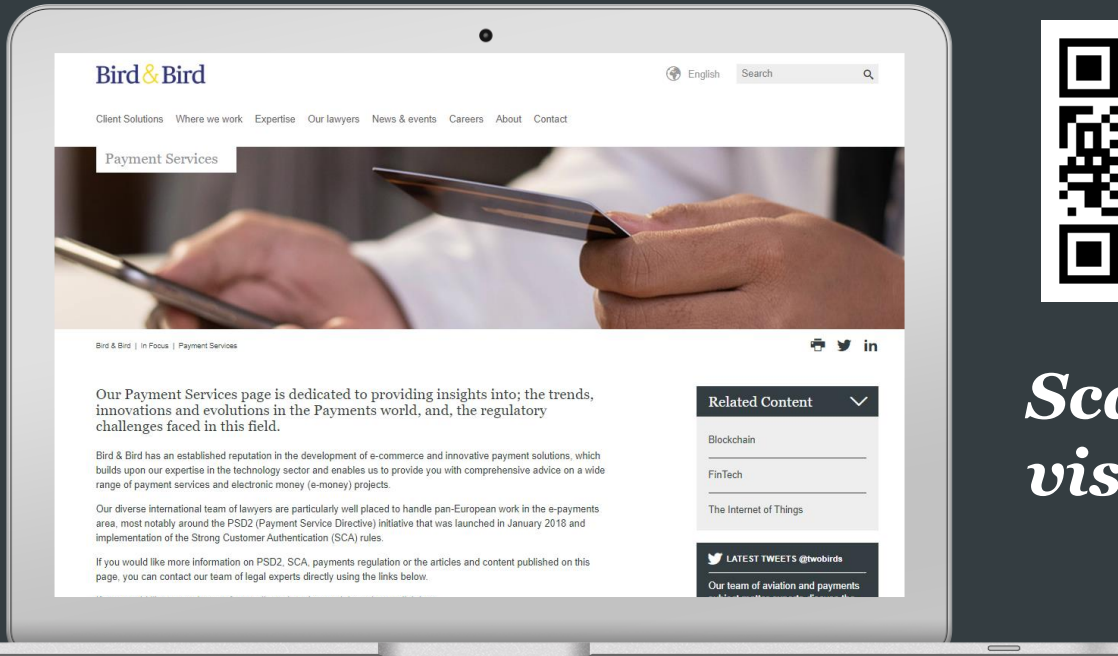 Bird & Bird
English
Search
Client Solutions Where we work Expertise Our lawyers News & events Careers About Contact
Payment Services
Bird & Bird | In Focus | Payment Services
in
Our Payment Services page is dedicated to providing insights into; the trends,
innovations and evolutions in the Payments world, and, the regulatory
challenges faced in this field.
Bird & Bird has an established reputation in the development of e-commerce and innovative payment solutions, which
builds upon our expertise in the technology sector and enables us to provide you with comprehensive advice on a wide
range of payment services and electronic money (e-money) projects.
Our diverse international team of lawyers are particularly well placed to handle pan-European work in the e-payments
area, most notably around the PSD2 (Payment Service Directive) initiative that was launched in January 2018 and
implementation of the Strong Customer Authentication (SCA) rules.
If you would like more information on PSD2, SCA, payments regulation or the articles and content published on this
page, you can contact our team of legal experts directly using the links below.
Related Content
Blockchain
FinTech
The Internet of Things
LATEST TWEETS @twobirds
Our team of aviation and payments